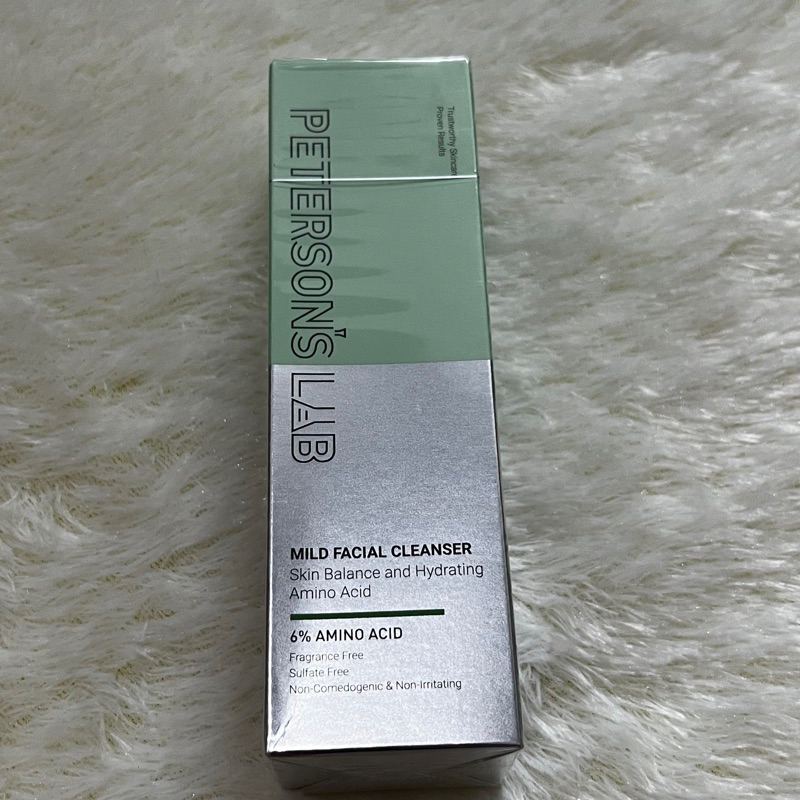 Trustworthy Skincare
Proven Results
PETERSON'S LAB
MILD FACIAL CLEANSER
Skin Balance and Hydrating
Amino Acid
6% AMINO ACID
Fragrance Free
Sulfate Free
Non-Comedogenic & Non-Irritating